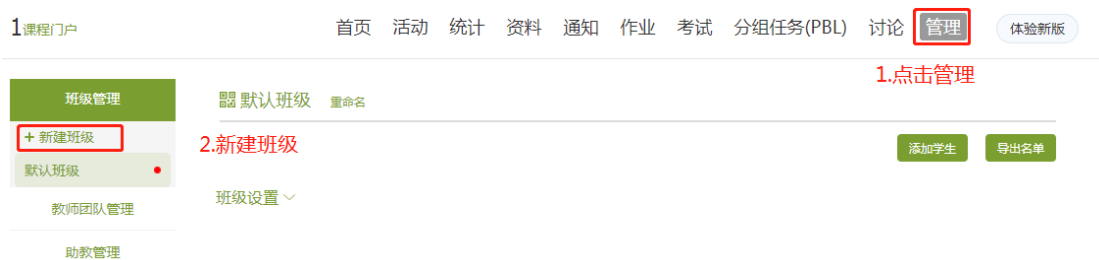 1课程门户
首页 活动 统计 资料 通知 作业 考试 分组任务(PBL) 讨论 管理 体验新版
1.点击管理
班级管理
默认班级 重命名
+ 新建班级
2.新建班级
添加学生 导出名单
默认班级
班级设置
教师团队管理
助教管理